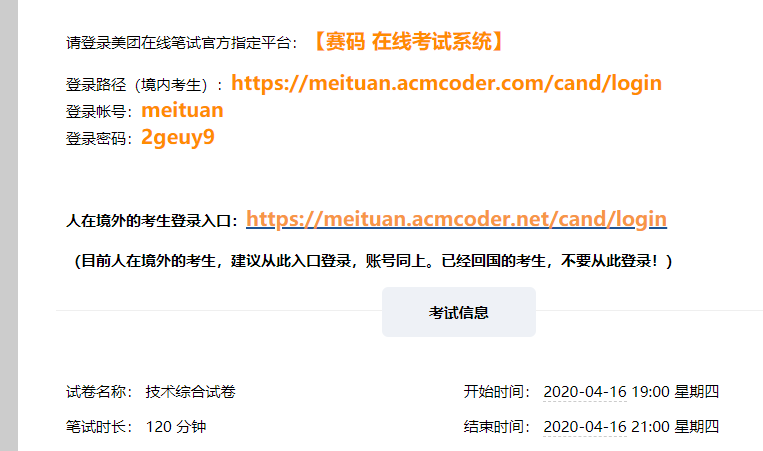 请登录美团在线笔试官方指定平台：【赛码 在线考试系统】
登录路径（境内考生）：https://meituan.acmcoder.com/cand/login
登录帐号：meituan
登录密码：2geuy9
人在境外的考生登录入口：https://meituan.acmcoder.net/cand/login
（目前人在境外的考生，建议从此入口登录，账号同上。已经回国的考生，不要从此登录！）
考试信息
试卷名称： 技术综合试卷 开始时间： 2020-04-16 19:00 星期四
笔试时长： 120 分钟 结束时间： 2020-04-16 21:00 星期四